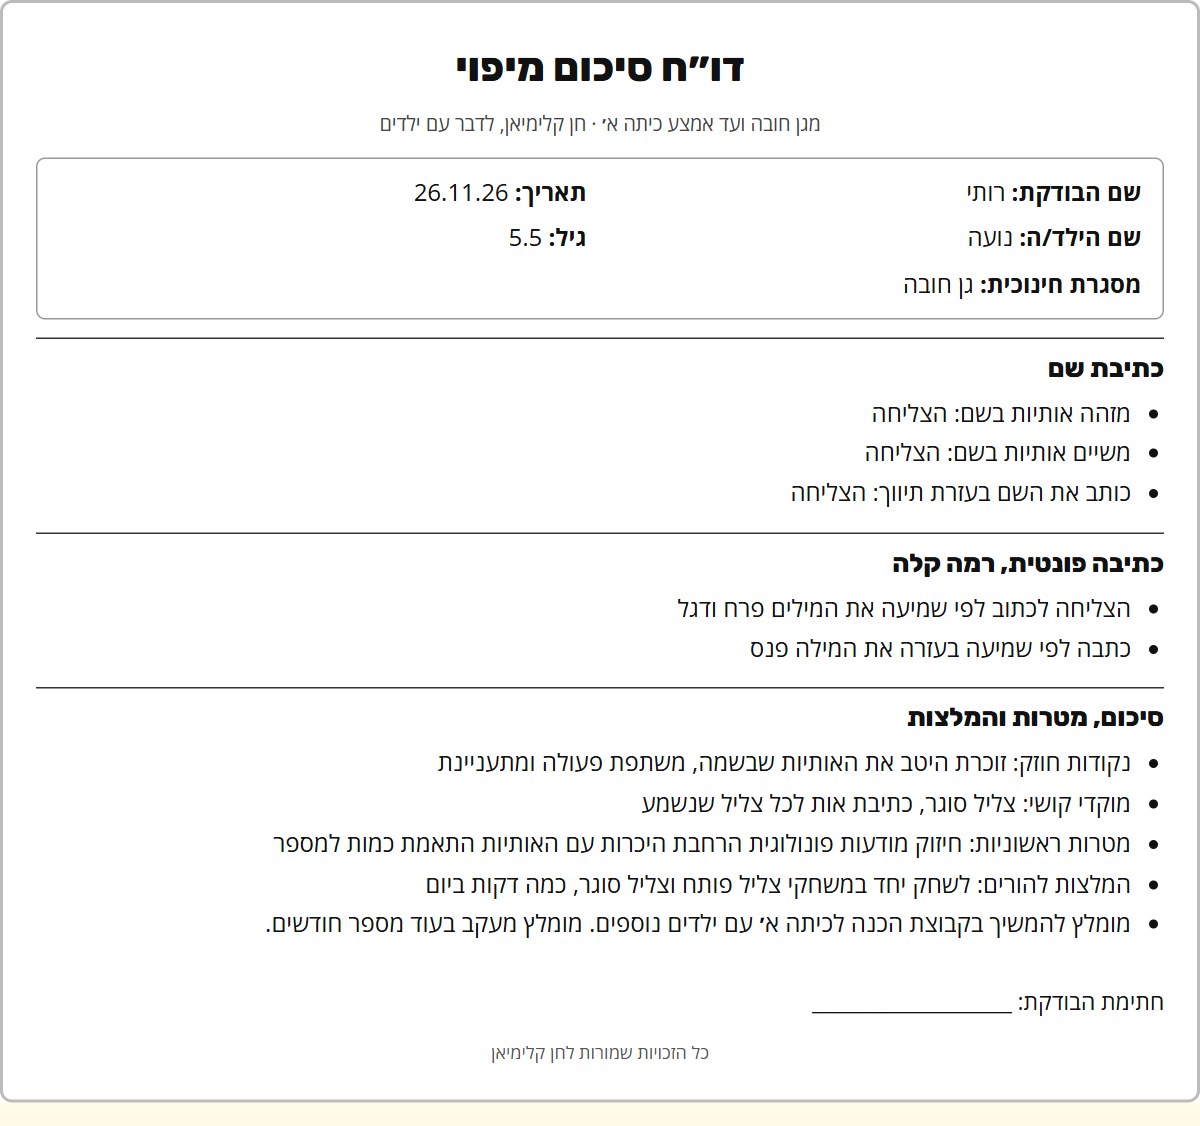 דו״ח סיכום מיפוי
מגן חובה ועד אמצע כיתה א׳ · חן קלימיאן, לדבר עם ילדים
שם הבודקת: רותי תאריך: 26.11.26
שם הילד/ה: נועה גיל: 5.5
מסגרת חינוכית: גן חובה
כתיבת שם
• מזהה אותיות בשם: הצליחה
• משיים אותיות בשם: הצליחה
• כותב את השם בעזרת תיווך: הצליחה
כתיבה פונטית, רמה קלה
• הצליחה לכתוב לפי שמיעה את המילים פרח ודגל
• כתבה לפי שמיעה בעזרה את המילה פנס
סיכום, מטרות והמלצות
• נקודות חוזק: זוכרת היטב את האותיות שבשמה, משתפת פעולה ומתעניינת
• מוקדי קושי: צליל סוגר, כתיבת אות לכל צליל שנשמע
• מטרות ראשוניות: חיזוק מודעות פונולוגית הרחבת היכרות עם האותיות התאמת כמות למספר
• המלצות להורים: לשחק יחד במשחקי צליל פותח וצליל סוגר, כמה דקות ביום
• מומלץ להמשיך בקבוצת הכנה לכיתה א׳ עם ילדים נוספים. מומלץ מעקב בעוד מספר חודשים.
חתימת הבודקת: ________________
כל הזכויות שמורות לחן קלימיאן